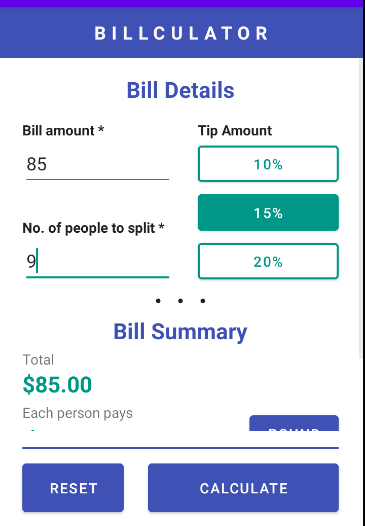 BILLCULATOR
Bill Details
Bill amount *
85
Tip Amount
10%
15%
20%
No. of people to split *
9
Bill Summary
Total
$85.00
Each person pays
ROUND
RESET
CALCULATE